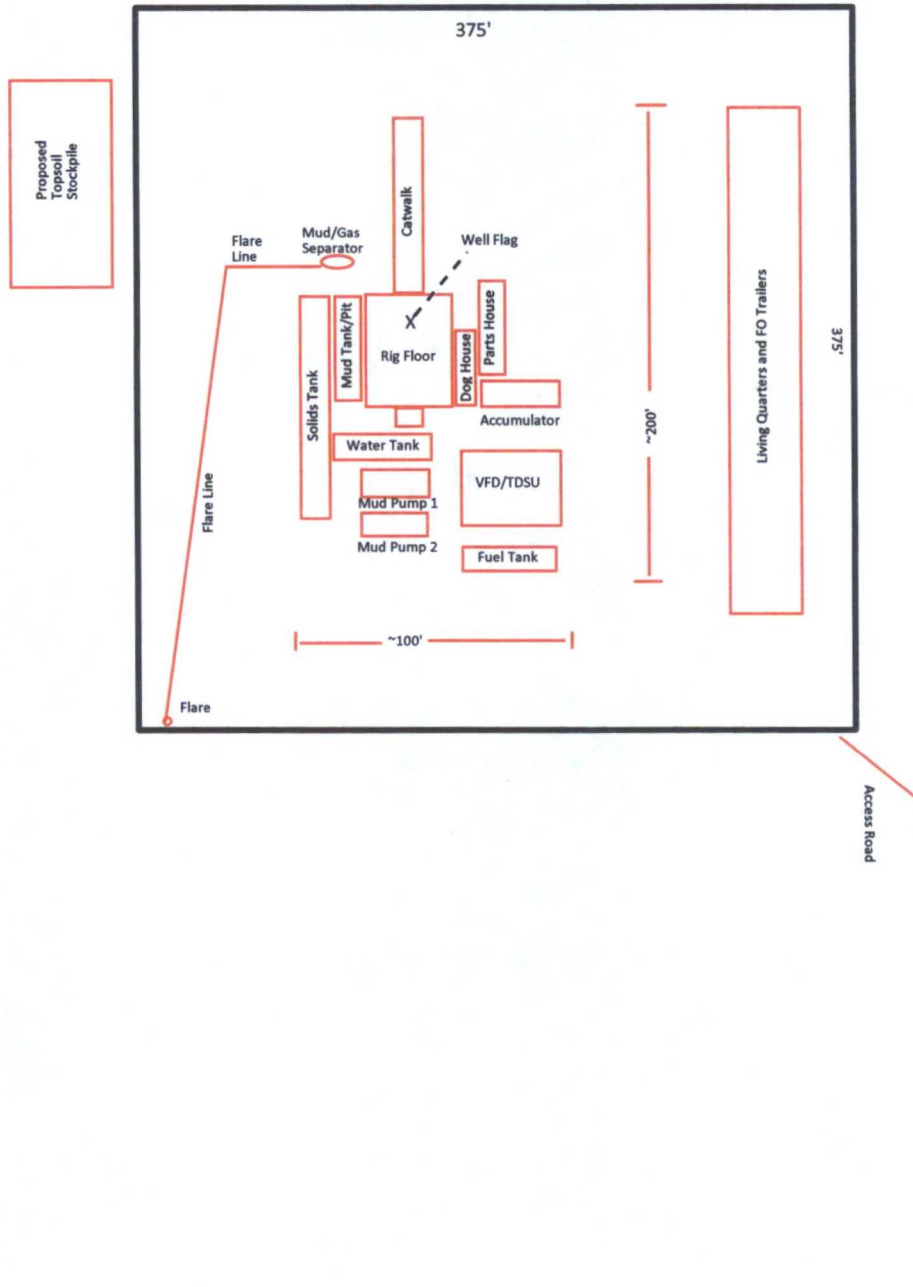 375'
Proposed
Topsoil
Stockpile
Catwalk
Mud/Gas
Separator
Flare
Line
Well Flag
X
Rig Floor
Mud Tank/Pit
Solids Tank
Dog House
Parts House
Accumulator
Water Tank
VFD/TDSU
Mud Pump 1
Mud Pump 2
Fuel Tank
~200'
Living Quarters and FO Trailers
375'
Flare Line
~100'
Flare
Access Road